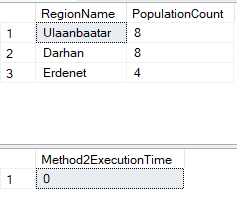 RegionName PopulationCount
1 Ulaanbaatar 8
2 Darhan 8
3 Erdenet 4
Method2ExecutionTime
1 0